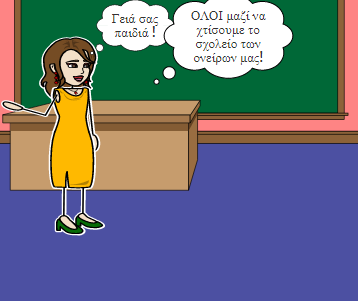 Γειά σας
παιδιά !
ΟΛΟΙ μαζί να
χτίσουμε το
σχολείο των
ονείρων μας!